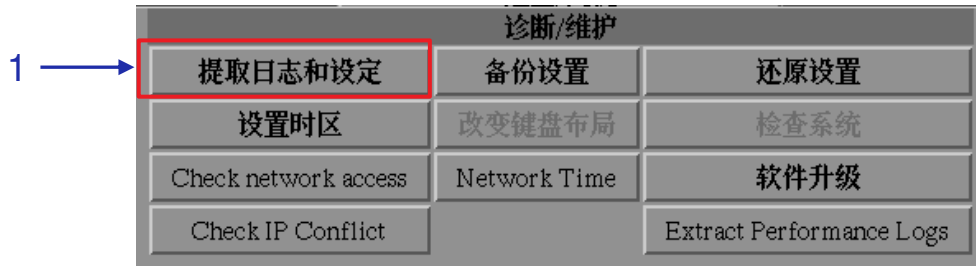 诊断/维护
1 提取日志和设定 备份设置 还原设置
设置时区 改变键盘布局 检查系统
Check network access Network Time 软件升级
Check IP Conflict Extract Performance Logs